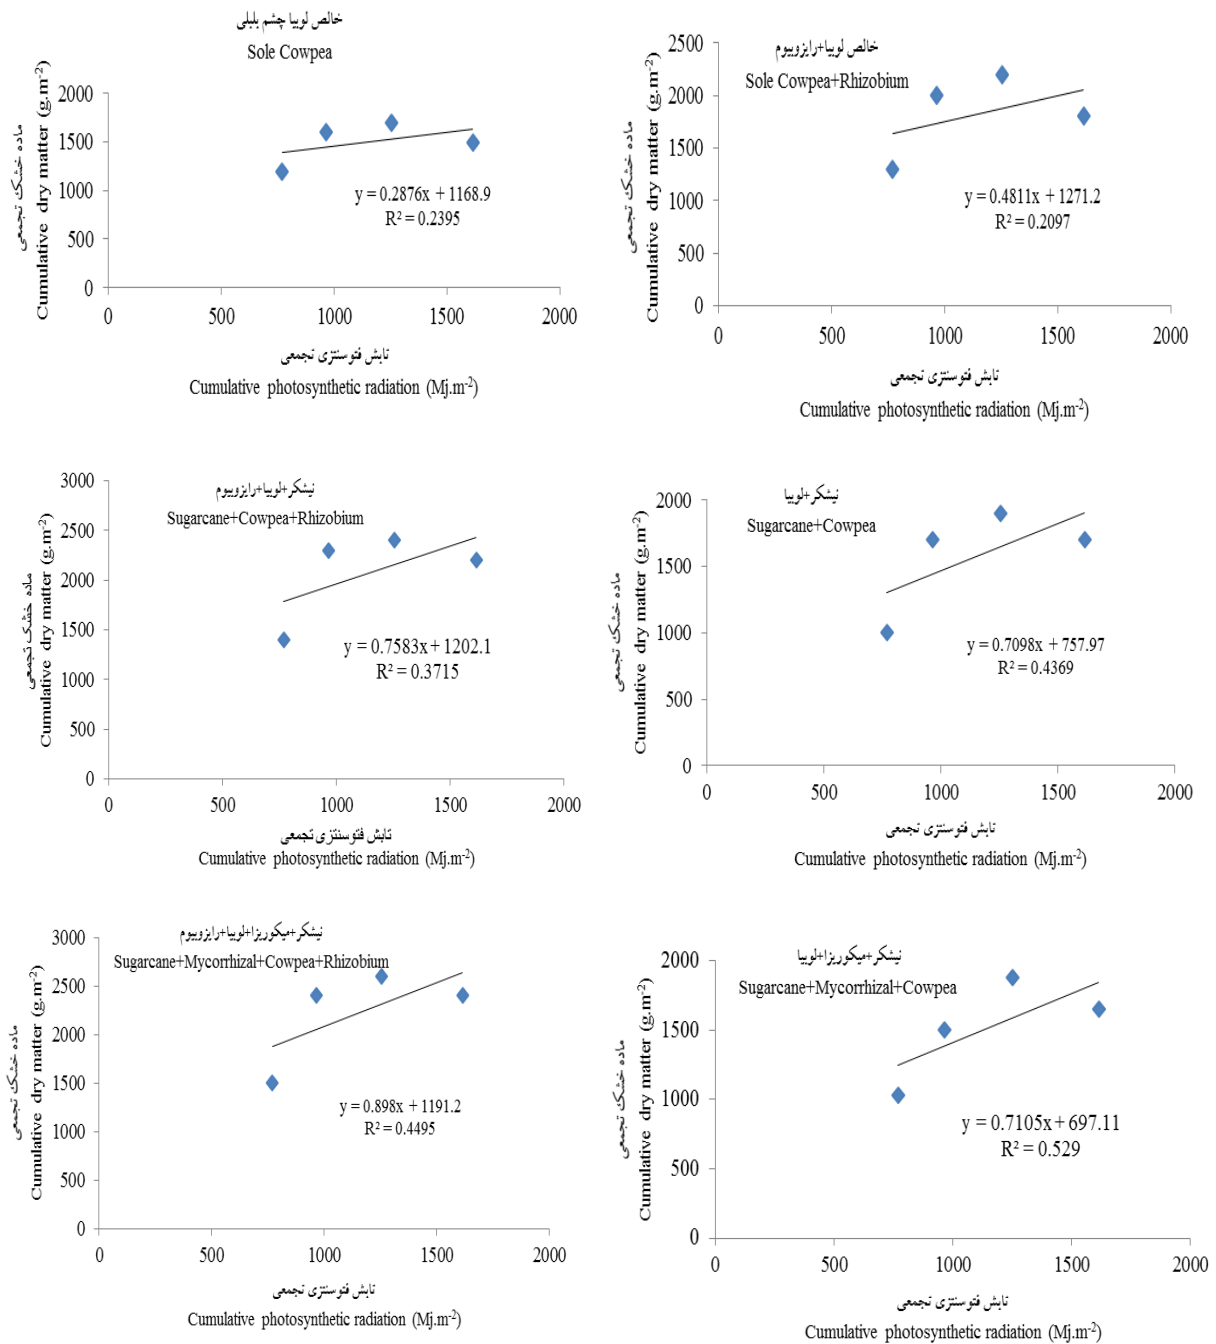 خالص لوبیا چشم بلبلی
Sole Cowpea
2000
1500
1000
500
0
0
500
1000
1500
2000
ماده خشک تجمعی
Cumulative dry matter (g.m-2)
y = 0.2876x + 1168.9
R² = 0.2395
تابش فتوسنتزی تجمعی
Cumulative photosynthetic radiation (Mj.m-2)
خالص لوبیا+رایزوبیوم
Sole Cowpea+Rhizobium
2500
2000
1500
1000
500
0
0
500
1000
1500
2000
ماده خشک تجمعی
Cumulative dry matter (g.m-2)
y = 0.4811x + 1271.2
R² = 0.2097
تابش فتوسنتزی تجمعی
Cumulative photosynthetic radiation (Mj.m-2)
نیشکر+لوبیا+رایزوبیوم
Sugarcane+Cowpea+Rhizobium
3000
2500
2000
1500
1000
500
0
0
500
1000
1500
2000
ماده خشک تجمعی
Cumulative dry matter (g.m-2)
y = 0.7583x + 1202.1
R² = 0.3715
تابش فتوسنتزی تجمعی
Cumulative photosynthetic radiation (Mj.m-2)
نیشکر+لوبیا
Sugarcane+Cowpea
2000
1500
1000
500
0
0
500
1000
1500
2000
ماده خشک تجمعی
Cumulative dry matter (g.m-2)
y = 0.7098x + 757.97
R² = 0.4369
تابش فتوسنتزی تجمعی
Cumulative photosynthetic radiation (Mj.m-2)
نیشکر+میکوریزا+لوبیا+رایزوبیوم
Sugarcane+Mycorrhizal+Cowpea+Rhizobium
3000
2500
2000
1500
1000
500
0
0
500
1000
1500
2000
ماده خشک تجمعی
Cumulative dry matter (g.m-2)
y = 0.898x + 1191.2
R² = 0.4495
تابش فتوسنتزی تجمعی
Cumulative photosynthetic radiation (Mj.m-2)
نیشکر+میکوریزا+لوبیا
Sugarcane+Mycorrhizal+Cowpea
2000
1500
1000
500
0
0
500
1000
1500
2000
ماده خشک تجمعی
Cumulative dry matter (g.m-2)
y = 0.7105x + 697.11
R² = 0.529
تابش فتوسنتزی تجمعی
Cumulative photosynthetic radiation (Mj.m-2)